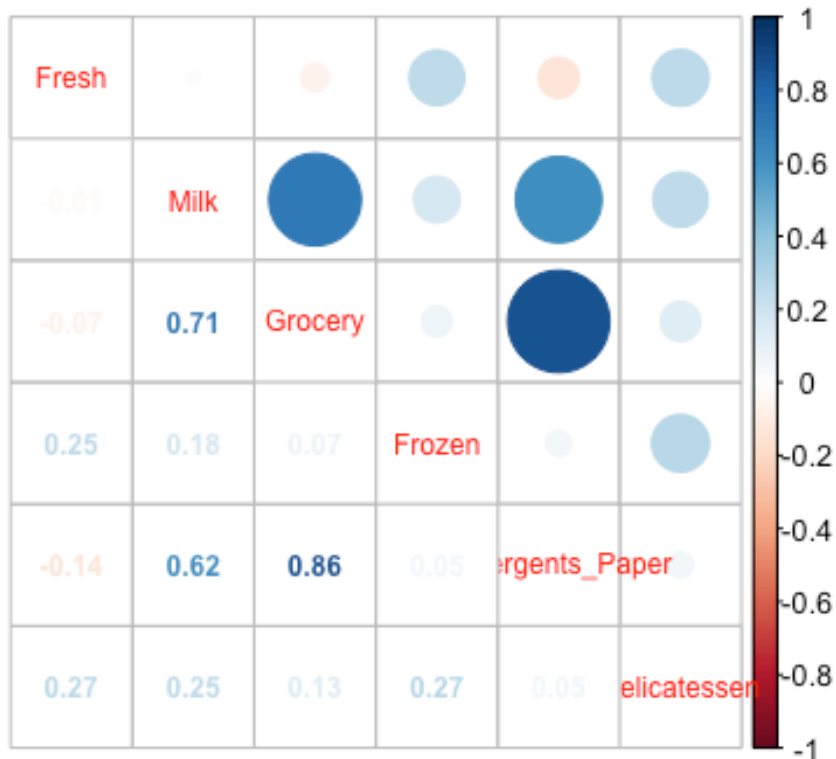 1
Fresh
0.8
-0.01 Milk
0.6
0.4
-0.07 0.71 Grocery
0.2
0
0.25 0.18 0.07 Frozen
-0.2
-0.4
-0.14 0.62 0.86 0.05 ergents_Paper
-0.6
0.27 0.25 0.13 0.27 0.05 elicatessen
-0.8
-1